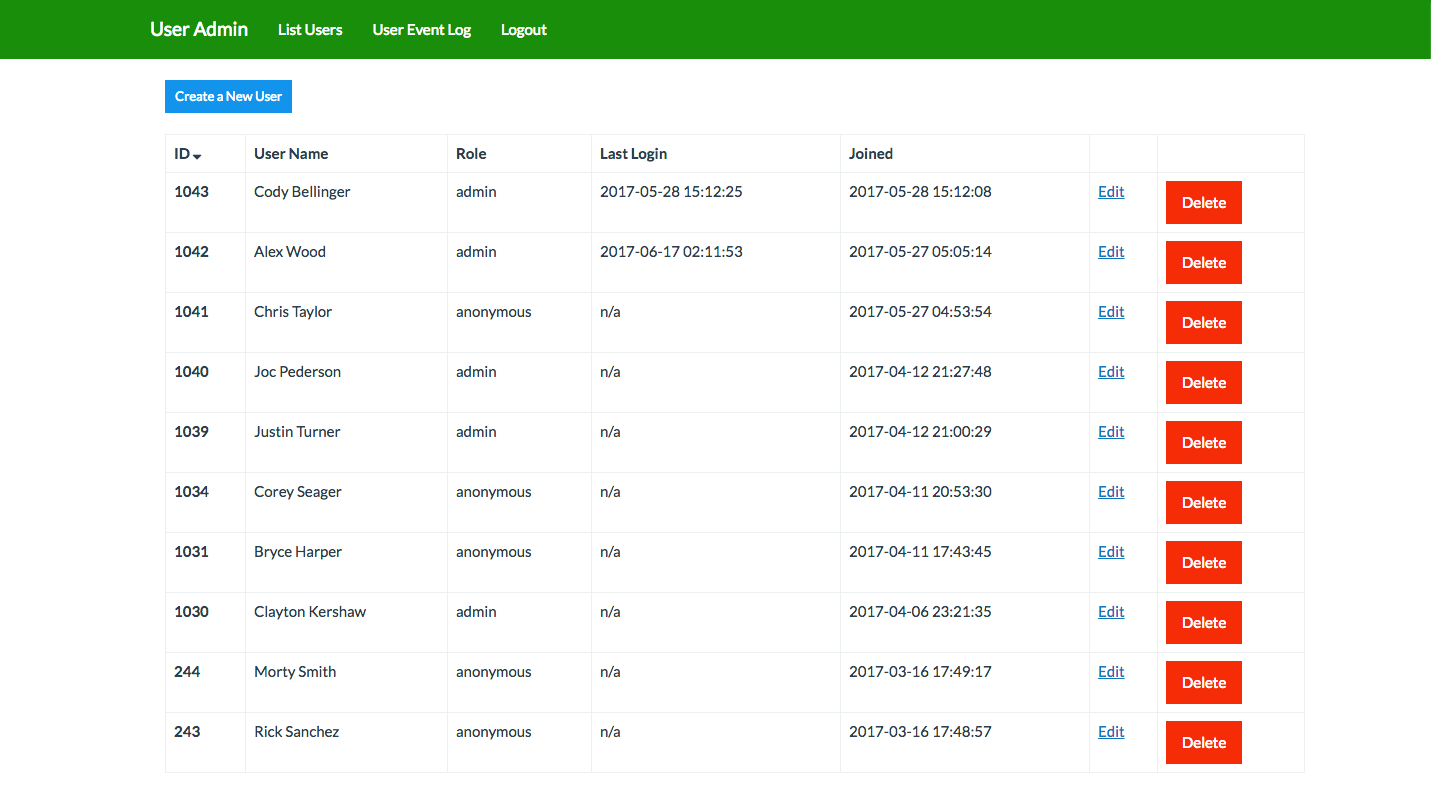 User Admin List Users User Event Log Logout
Create a New User
ID User Name Role Last Login Joined
1043 Cody Bellinger admin 2017-05-28 15:12:25 2017-05-28 15:12:08 Edit Delete
1042 Alex Wood admin 2017-06-17 02:11:53 2017-05-27 05:05:14 Edit Delete
1041 Chris Taylor anonymous n/a 2017-05-27 04:53:54 Edit Delete
1040 Joc Pederson admin n/a 2017-04-12 21:27:48 Edit Delete
1039 Justin Turner admin n/a 2017-04-12 21:00:29 Edit Delete
1034 Corey Seager anonymous n/a 2017-04-11 20:53:30 Edit Delete
1031 Bryce Harper anonymous n/a 2017-04-11 17:43:45 Edit Delete
1030 Clayton Kershaw admin n/a 2017-04-06 23:21:35 Edit Delete
244 Morty Smith anonymous n/a 2017-03-16 17:49:17 Edit Delete
243 Rick Sanchez anonymous n/a 2017-03-16 17:48:57 Edit Delete